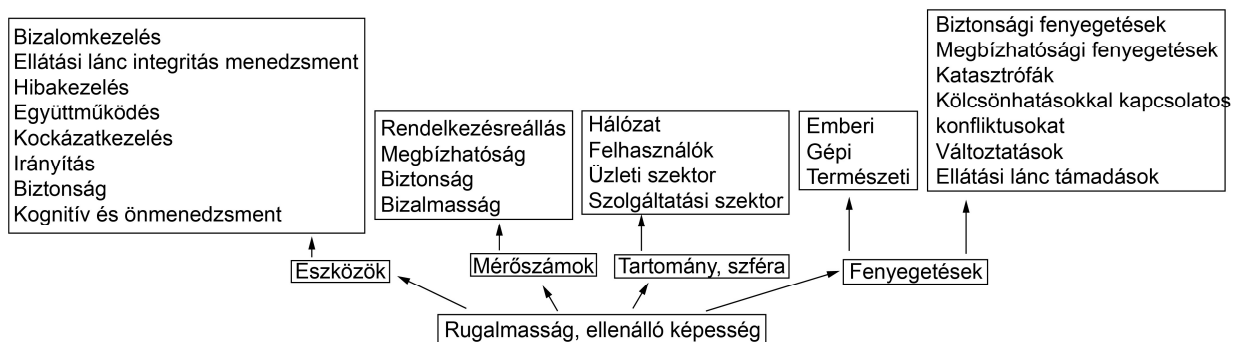 Bizalomkezelés
Ellátási lánc integritás menedzsment
Hibakezelés
Együttműködés
Kockázatkezelés
Irányítás
Biztonság
Kognitív és önmenedzsment
Rendelkezésreállás
Megbízhatóság
Biztonság
Bizalmasság
Hálózat
Felhasználók
Üzleti szektor
Szolgáltatási szektor
Emberi
Gépi
Természeti
Biztonsági fenyegetések
Megbízhatósági fenyegetések
Katasztrófák
Kölcsönhatásokkal kapcsolatos
konfliktusokat
Változtatások
Ellátási lánc támadások
Eszközök
Mérőszámok
Tartomány, szféra
Fenyegetések
Rugalmasság, ellenálló képesség